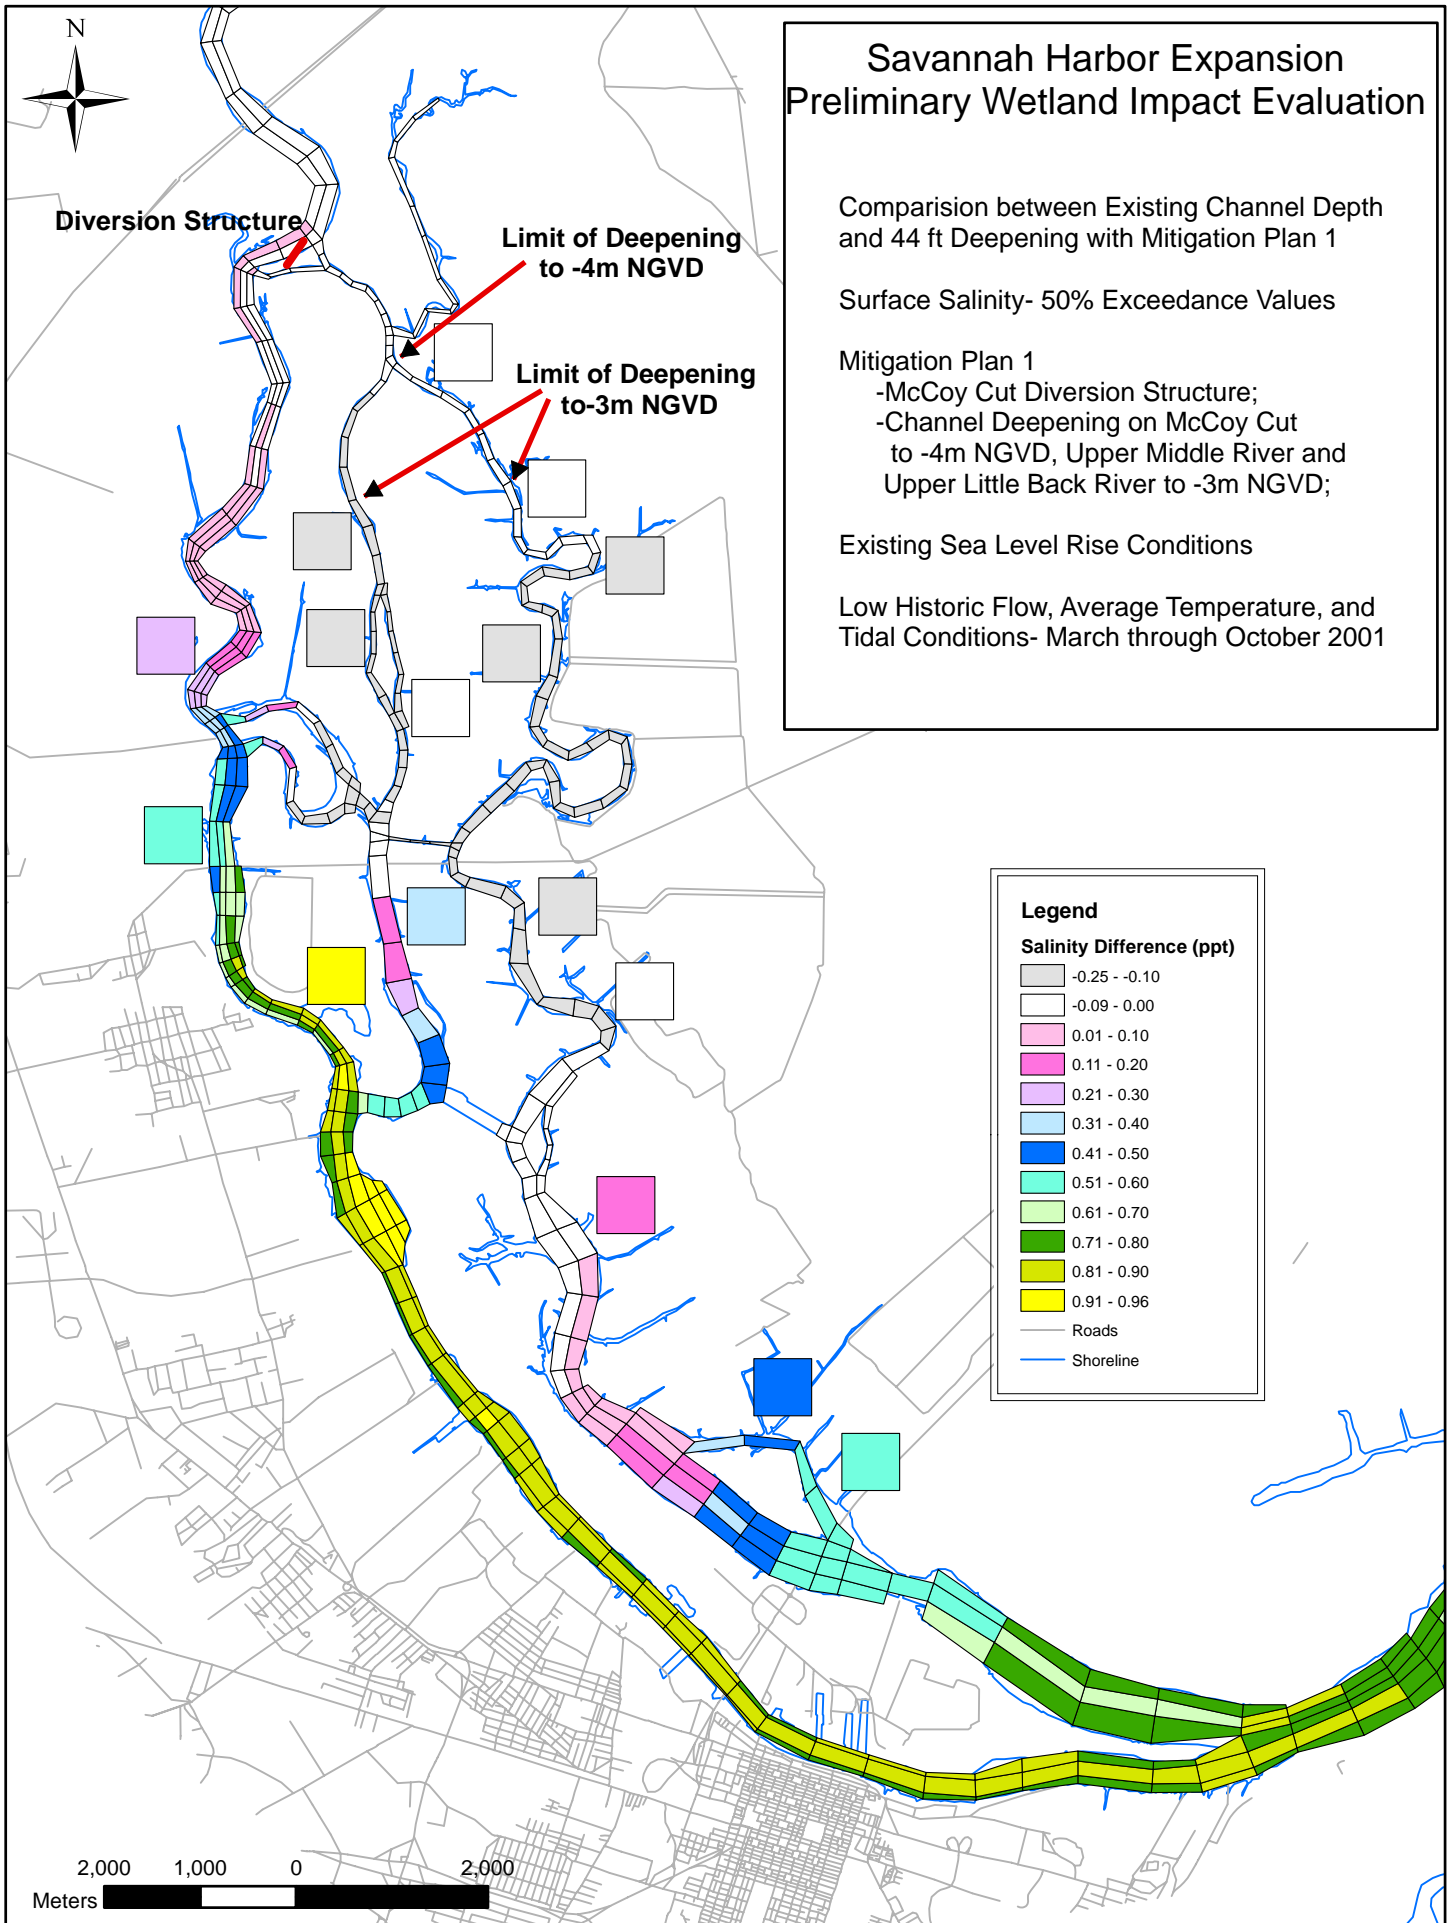 N
Savannah Harbor Expansion
Preliminary Wetland Impact Evaluation
Comparision between Existing Channel Depth
and 44 ft Deepening with Mitigation Plan 1
Surface Salinity- 50% Exceedance Values
Mitigation Plan 1
-McCoy Cut Diversion Structure;
-Channel Deepening on McCoy Cut
to -4m NGVD, Upper Middle River and
Upper Little Back River to -3m NGVD;
Existing Sea Level Rise Conditions
Low Historic Flow, Average Temperature, and
Tidal Conditions- March through October 2001
Diversion Structure
Limit of Deepening
to -4m NGVD
Limit of Deepening
to-3m NGVD
Legend
Salinity Difference (ppt)
-0.25 - -0.10
-0.09 - 0.00
0.01 - 0.10
0.11 - 0.20
0.21 - 0.30
0.31 - 0.40
0.41 - 0.50
0.51 - 0.60
0.61 - 0.70
0.71 - 0.80
0.81 - 0.90
0.91 - 0.96
Roads
Shoreline
2,000 1,000 0 2,000
Meters